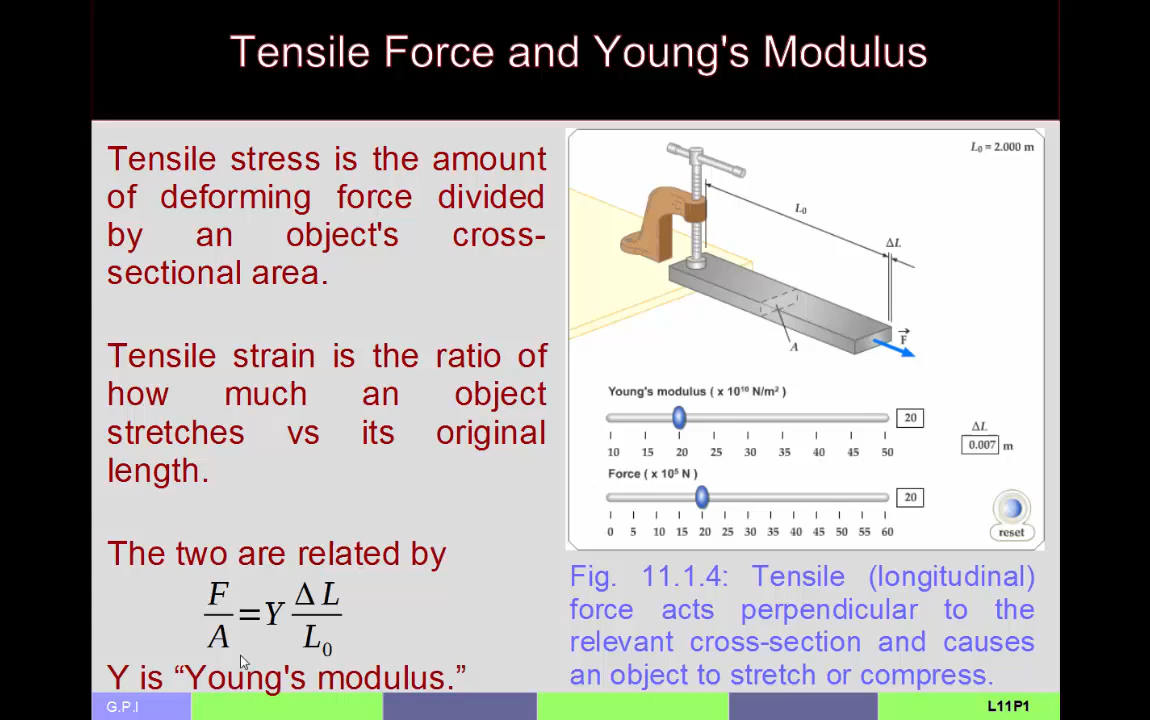 Tensile Force and Young's Modulus
Tensile stress is the amount
of deforming force divided
by an object's cross-
sectional area.
Tensile strain is the ratio of
how much an object
stretches vs its original
length.
The two are related by
F/A = Y ΔL/L₀
Y is “Young's modulus.”
L₀ = 2.000 m
L₀
ΔL
A
F⃗
Young's modulus ( x 10¹⁰ N/m² )
20
10 15 20 25 30 35 40 45 50
ΔL
0.007 m
Force ( x 10⁵ N )
20
0 5 10 15 20 25 30 35 40 45 50 55 60
reset
Fig. 11.1.4: Tensile (longitudinal)
force acts perpendicular to the
relevant cross-section and causes
an object to stretch or compress.
G.P.I
L11P1